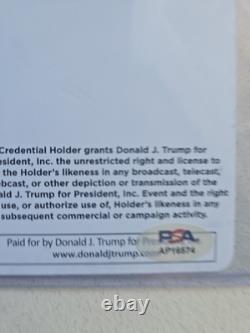 Credential Holder grants Donald J. Trump for
esident, Inc. the unrestricted right and license to
the Holder's likeness in any broadcast, telecast,
ebcast, or other depiction or transmission of the
J. Trump for President, Inc. Event and the right
use, or authorize use of, Holder's likeness in any
subsequent commercial or campaign activity.
Paid for by Donald J. Trump for Pre
www.donaldjtrump.co
PSA
AP16574